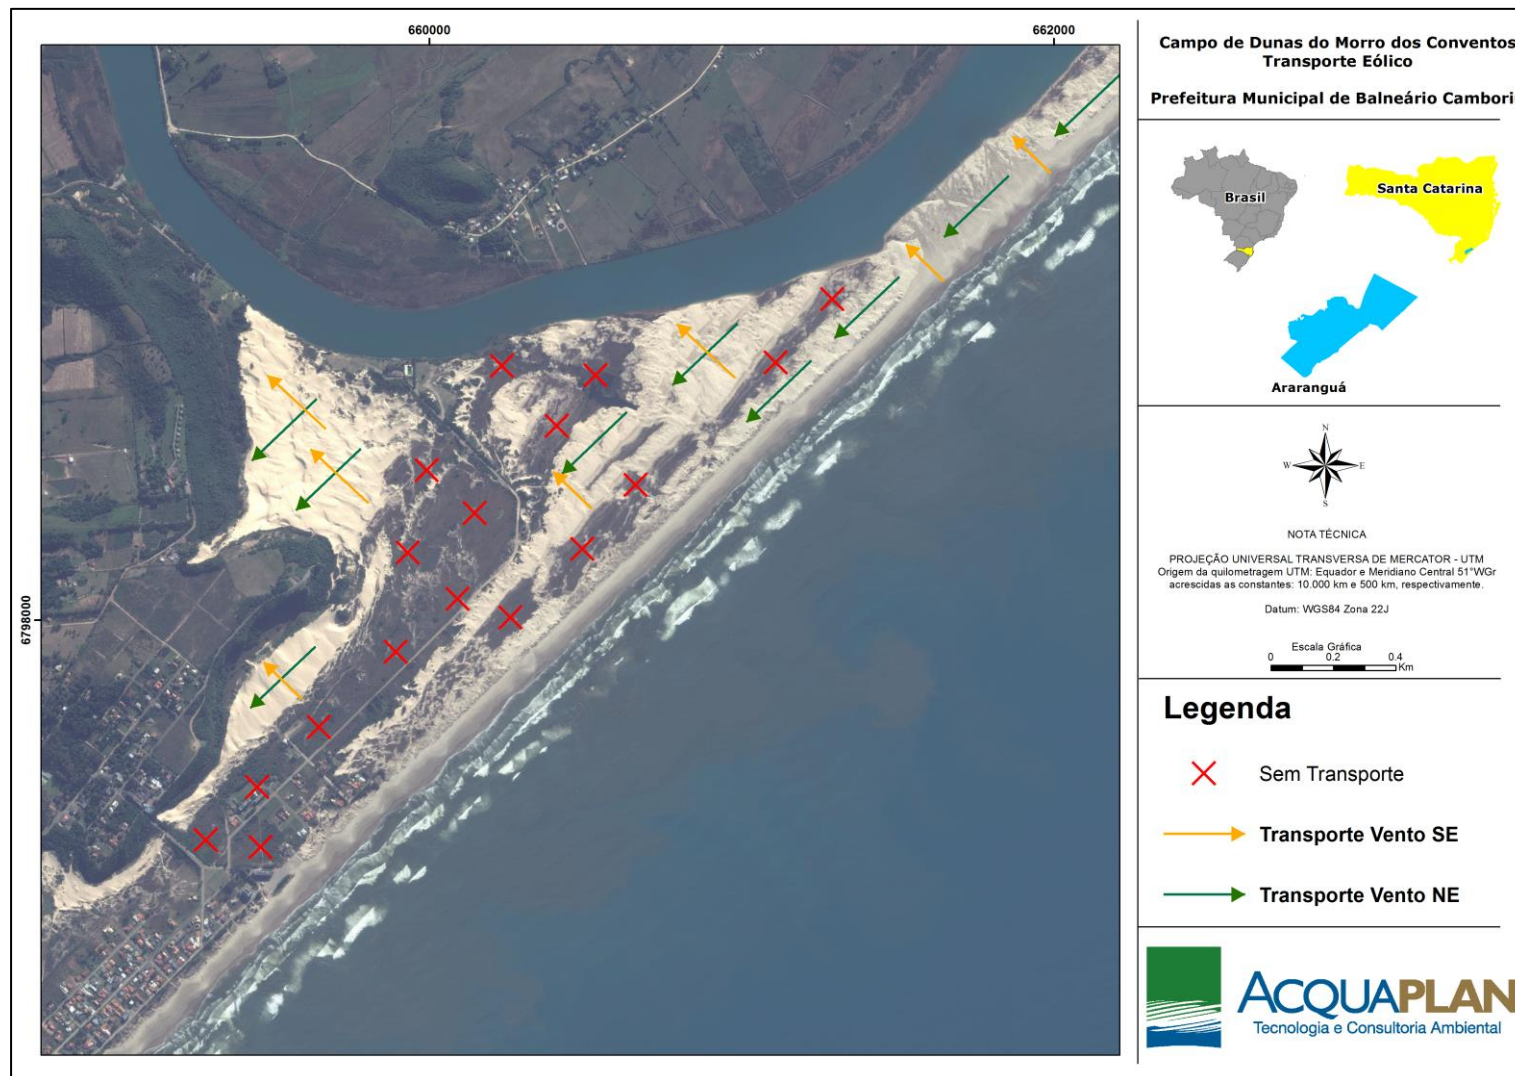 660000
662000
6798000
Campo de Dunas do Morro dos Conventos
Transporte Eólico
Prefeitura Municipal de Balneário Camboriú
Brasil
Santa Catarina
Araranguá
N
W
E
S
NOTA TÉCNICA
PROJEÇÃO UNIVERSAL TRANSVERSA DE MERCATOR - UTM
Origem da quilometragem UTM: Equador e Meridiano Central 51°WGr
acrescidas as constantes: 10.000 km e 500 km, respectivamente.
Datum: WGS84 Zona 22J
Escala Gráfica
0 0.2 0.4
Km
Legenda
Sem Transporte
Transporte Vento SE
Transporte Vento NE
ACQUAPLAN
Tecnologia e Consultoria Ambiental